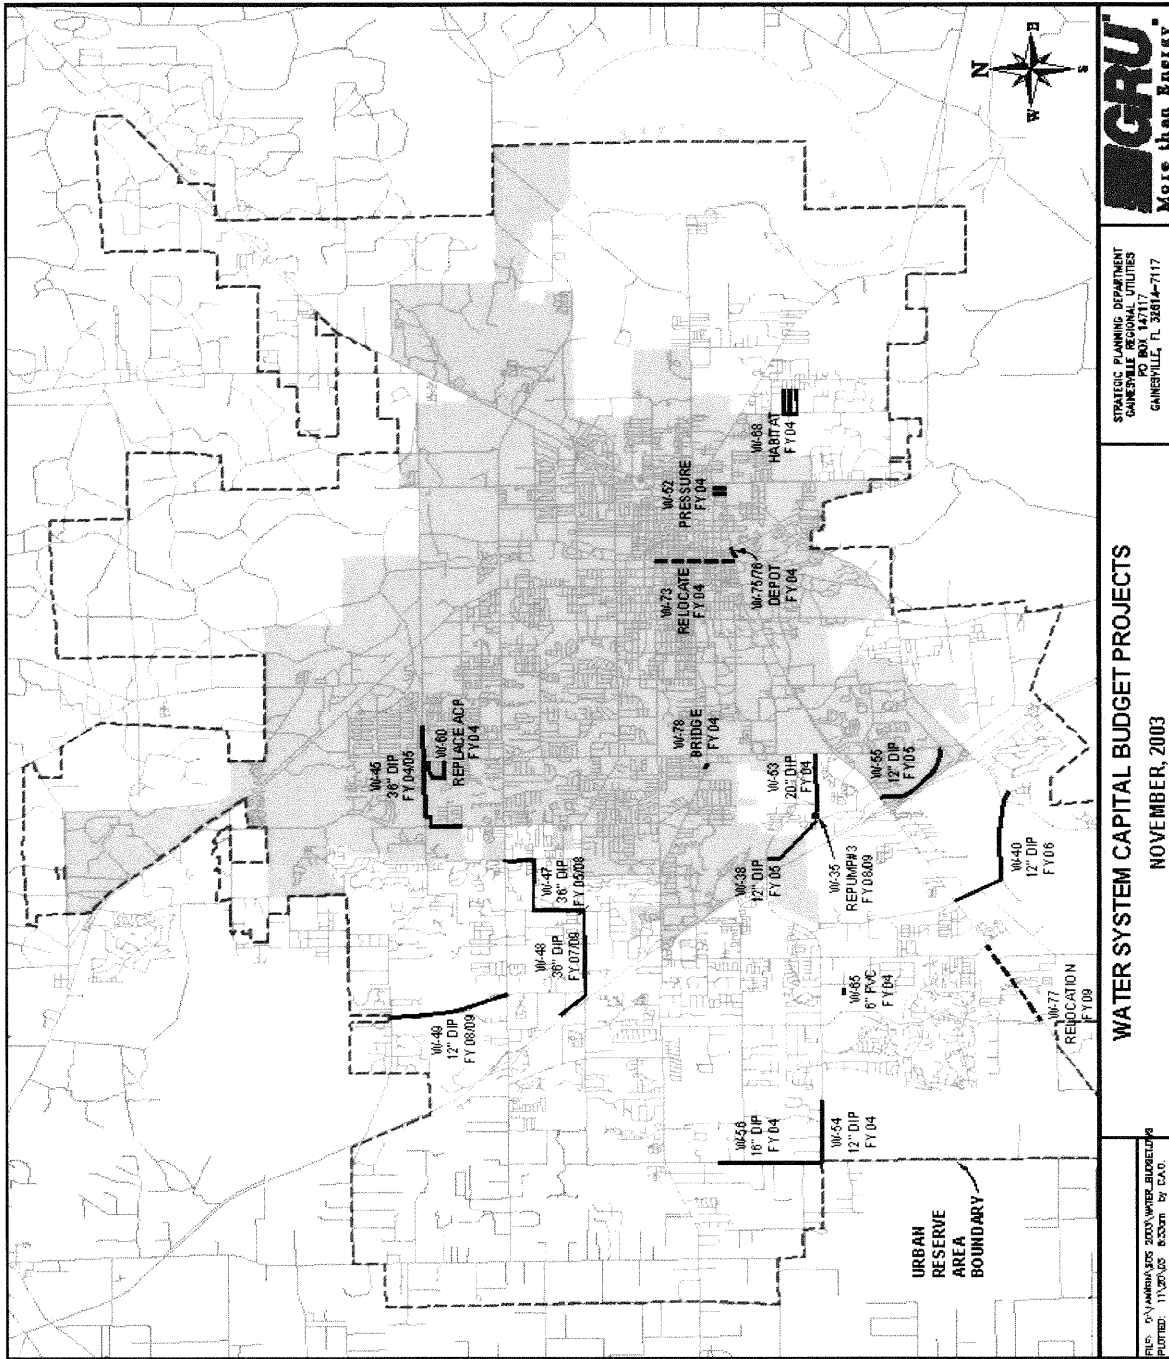 W-45
36" DIP
FY 04/05
W-60
REPLACE ACP
FY 04
W-47
36" DIP
FY 05/08
W-48
36" DIP
FY 07/09
W-49
12" DIP
FY 08/09
W-56
16" DIP
FY 04
W-54
12" DIP
FY 04
URBAN
RESERVE
AREA
BOUNDARY
W-65
6" PVC
FY 04
W-77
RELOCATION
FY 09
W-40
12" DIP
FY 06
W-35
REPUMP#3
FY 08/09
W-38
12" DIP
FY 05
W-53
20" DIP
FY 04
W-55
12" DIP
FY 05
W-78
BRIDGE
FY 04
W-73
RELOCATE
FY 04
W-75/76
DEPOT
FY 04
W-52
PRESSURE
FY 04
W-68
HABITAT
FY 04
N
E
S
W
WATER SYSTEM CAPITAL BUDGET PROJECTS
NOVEMBER, 2003
STRATEGIC PLANNING DEPARTMENT
GAINESVILLE REGIONAL UTILITIES
PO BOX 147117
GAINESVILLE, FL 32614-7117
GRU
More than Energy